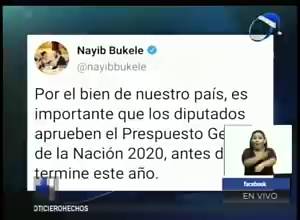 Nayib Bukele
@nayibbukele
Por el bien de nuestro país, es
importante que los diputados
aprueben el Prespuesto Ge
de la Nación 2020, antes d
termine este año.
facebook
EN VIVO
OTICIEROHECHOS